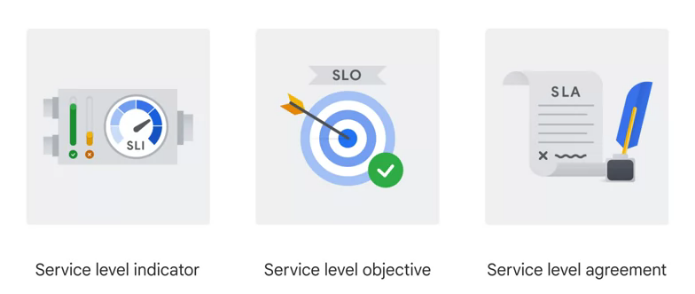 SLI
SLO
SLA
Service level indicator
Service level objective
Service level agreement